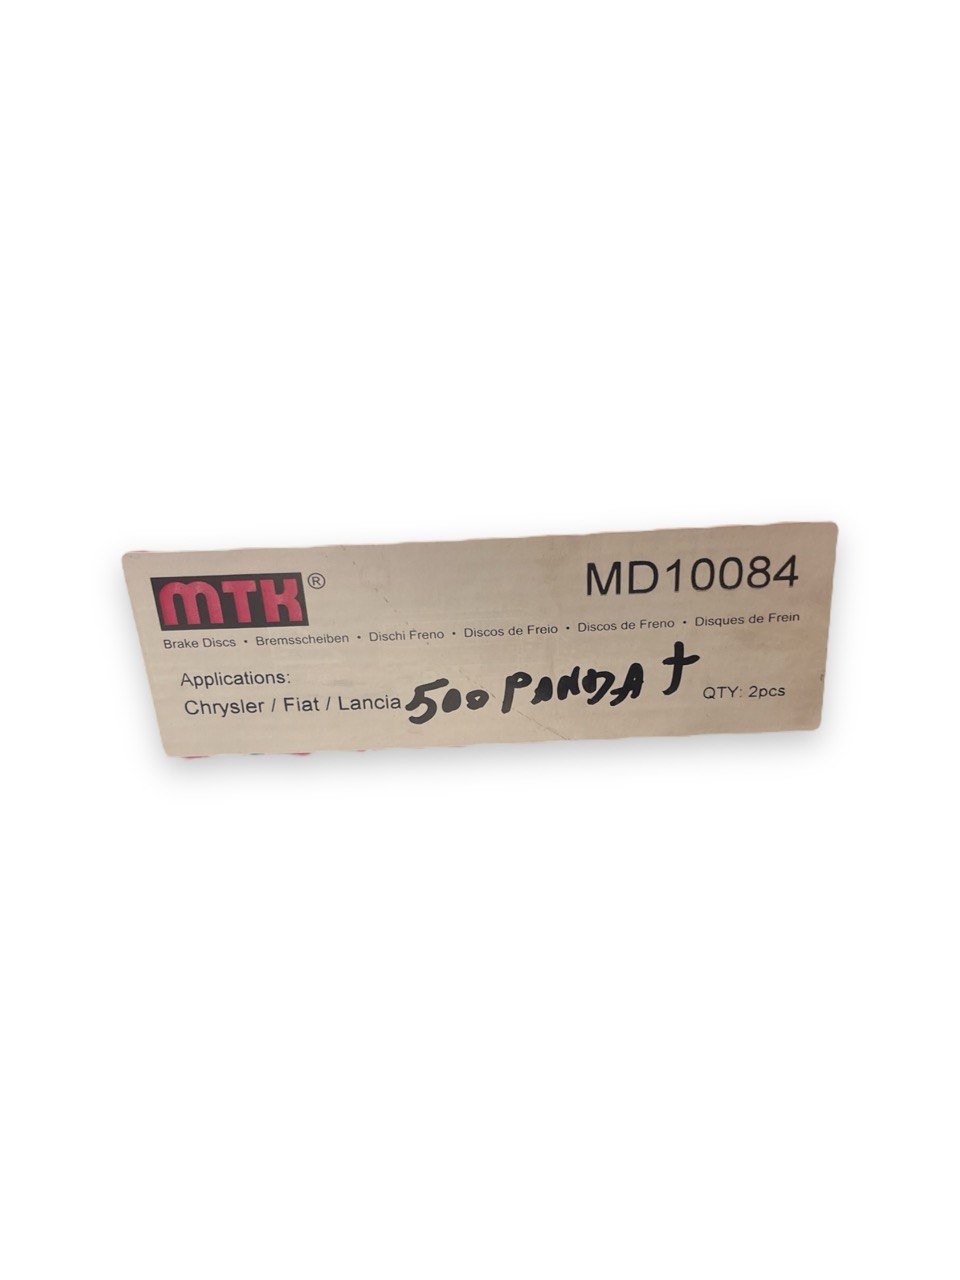 MTK®
MD10084
Brake Discs • Bremsscheiben • Dischi Freno • Discos de Freio • Discos de Freno • Disques de Frein
Applications:
Chrysler / Fiat / Lancia 500 PANDA QTY: 2pcs